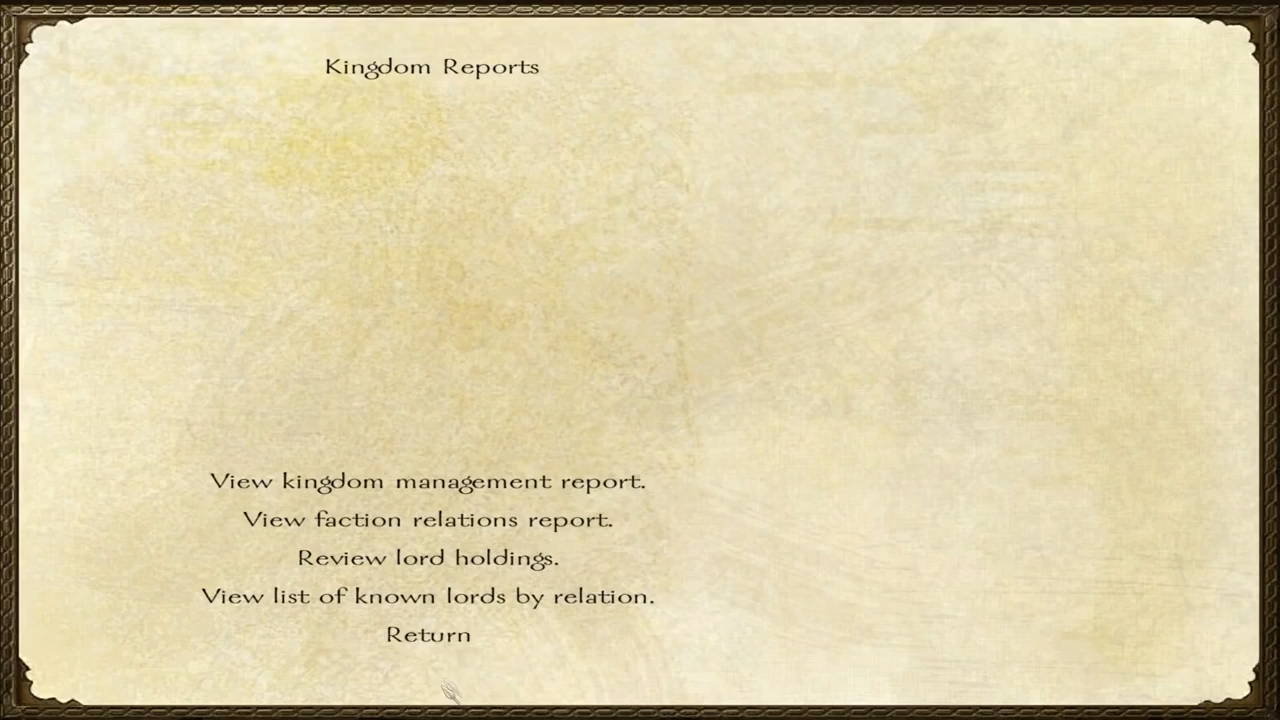 Kingdom Reports
View kingdom management report.
View faction relations report.
Review lord holdings.
View list of known lords by relation.
Return